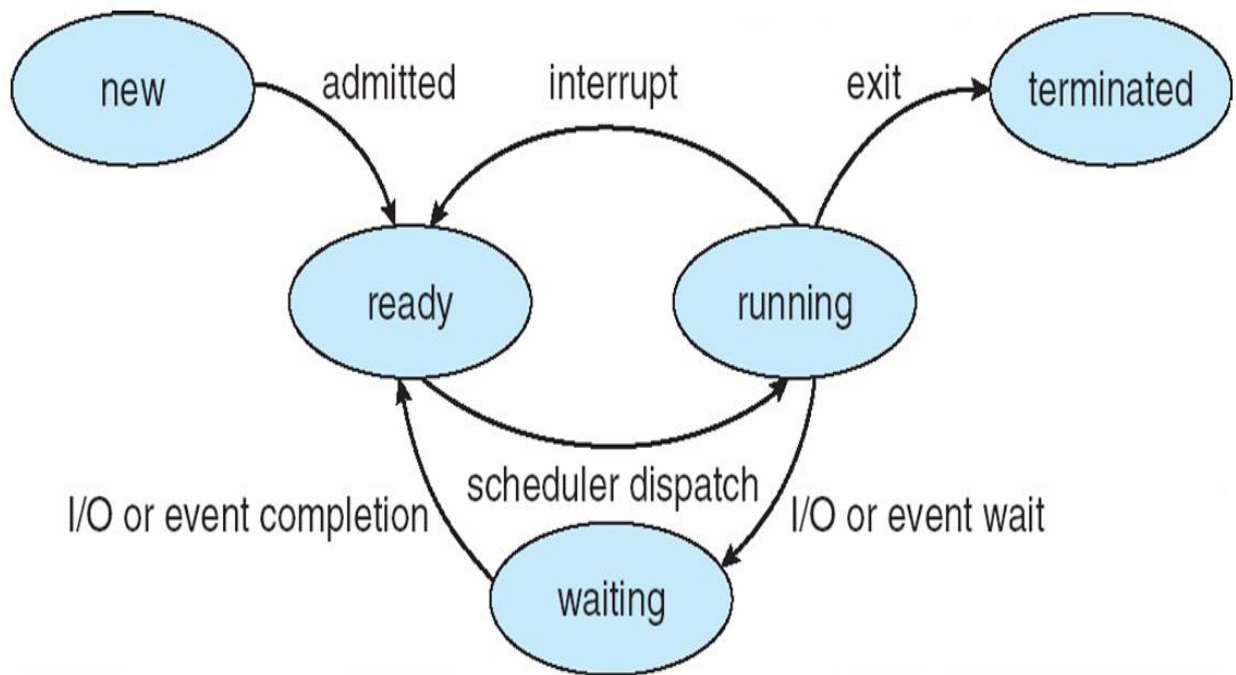 new
admitted
interrupt
exit
terminated
ready
running
scheduler dispatch
I/O or event completion
I/O or event wait
waiting